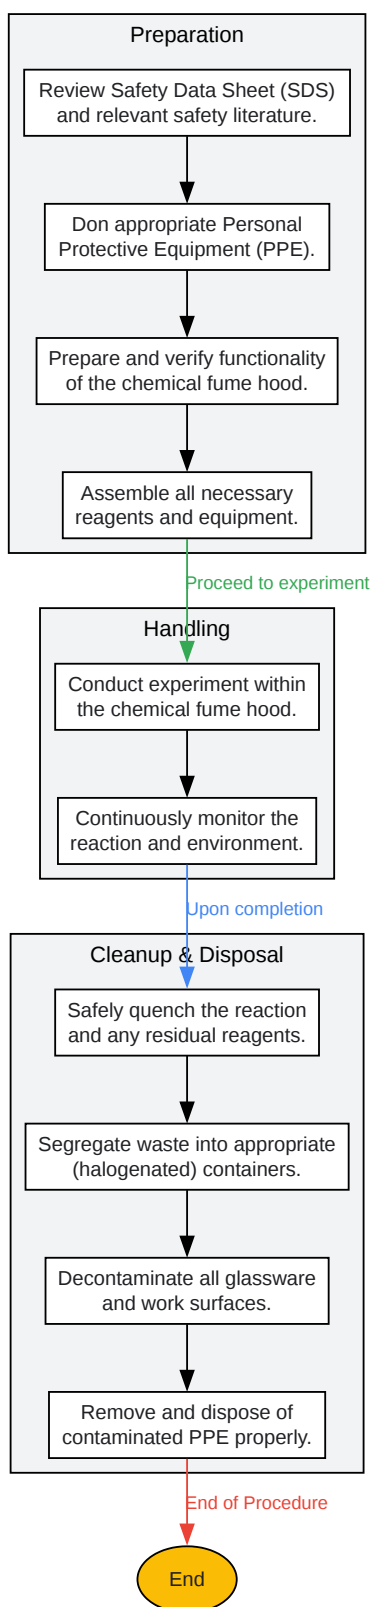 Preparation
Review Safety Data Sheet (SDS)
and relevant safety literature.
Don appropriate Personal
Protective Equipment (PPE).
Prepare and verify functionality
of the chemical fume hood.
Assemble all necessary
reagents and equipment.
Proceed to experiment
Handling
Conduct experiment within
the chemical fume hood.
Continuously monitor the
reaction and environment.
Upon completion
Cleanup & Disposal
Safely quench the reaction
and any residual reagents.
Segregate waste into appropriate
(halogenated) containers.
Decontaminate all glassware
and work surfaces.
Remove and dispose of
contaminated PPE properly.
End of Procedure
End